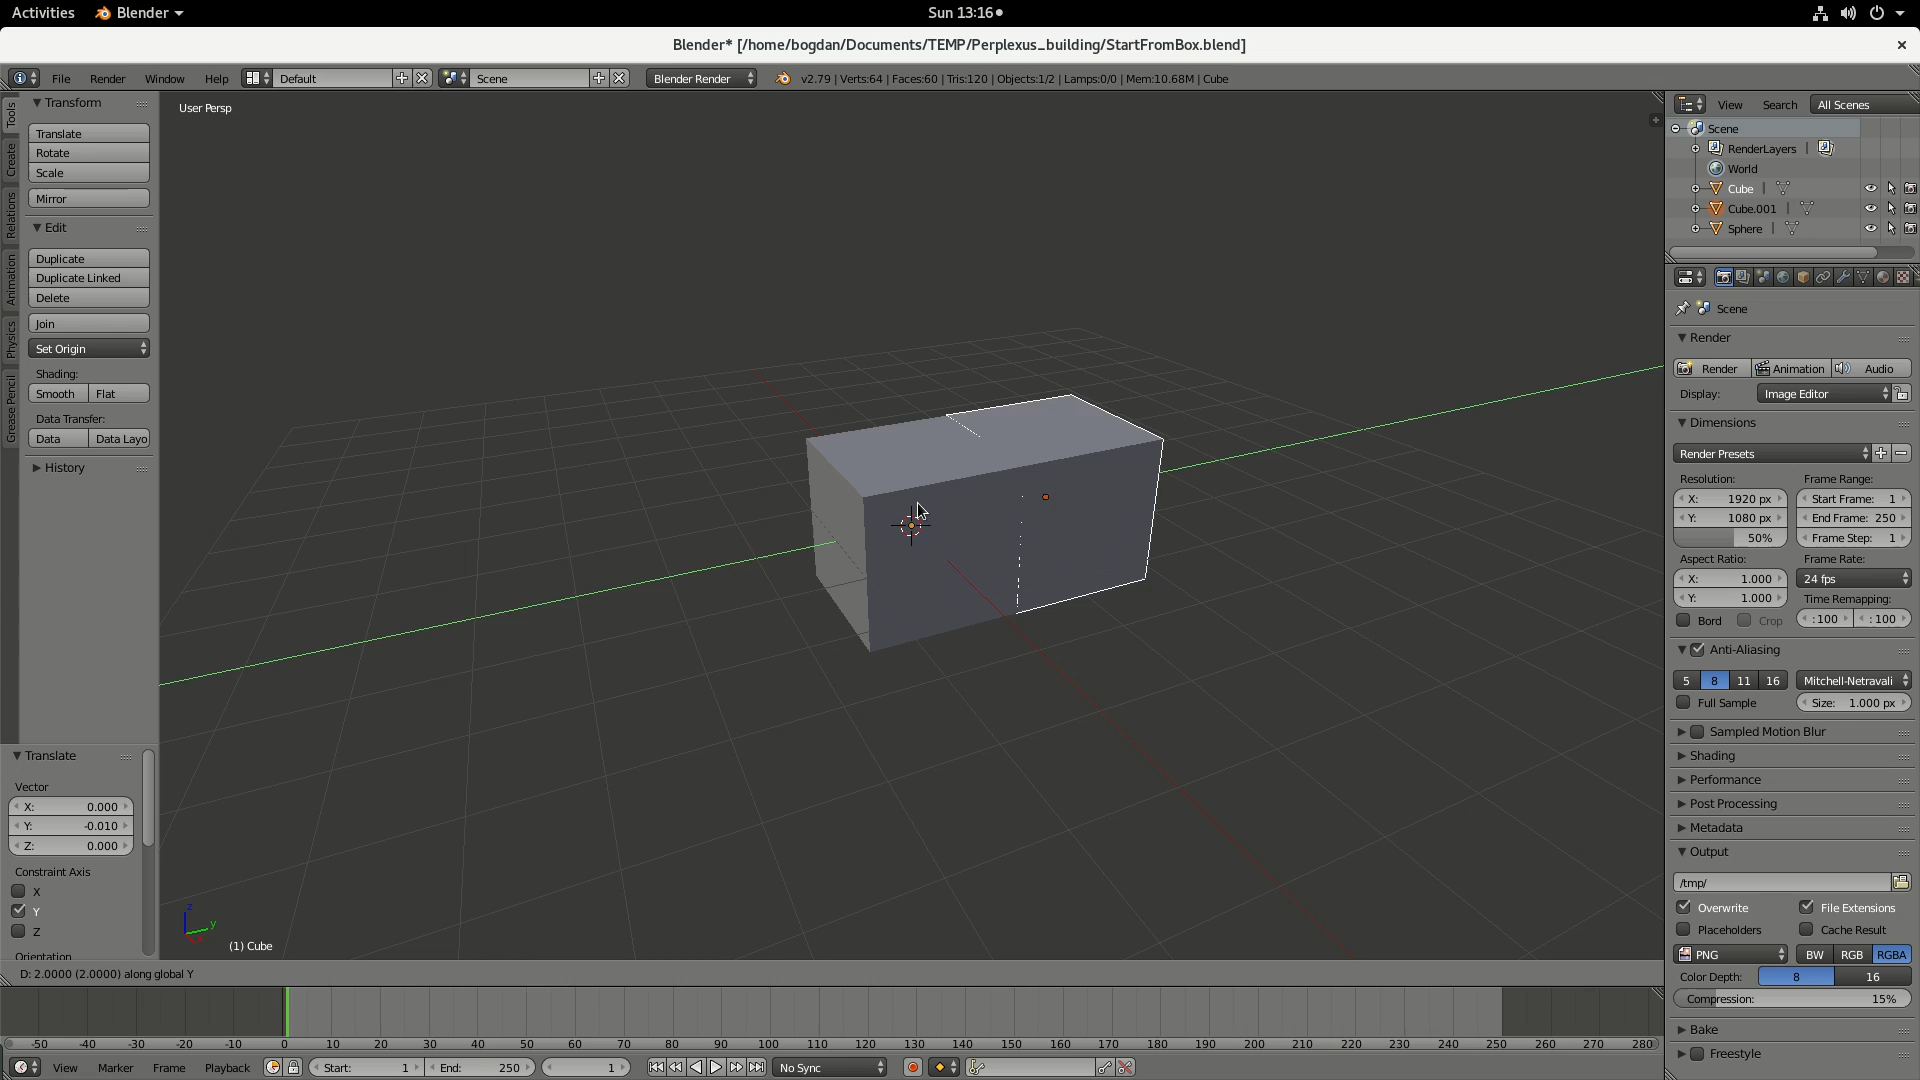 Activities Blender Sun 13:16
Blender* [/home/bogdan/Documents/TEMP/Perplexus_building/StartFromBox.blend]
File Render Window Help Default Scene Blender Render v2.79 | Verts:64 | Faces:60 | Tris:120 | Objects:1/2 | Lamps:0/0 | Mem:10.68M | Cube
Tools
Create
Relations
Animation
Physics
Grease Pencil
Transform
Translate
Rotate
Scale
Mirror
Edit
Duplicate
Duplicate Linked
Delete
Join
Set Origin
Shading:
Smooth Flat
Data Transfer:
Data Data Layo
History
Translate
Vector
X: 0.000
Y: -0.010
Z: 0.000
Constraint Axis
X
Y
Z
Orientation
User Persp
z
y
(1) Cube
D: 2.0000 (2.0000) along global Y
View Search All Scenes
Scene
RenderLayers |
World
Cube |
Cube.001 |
Sphere |
Scene
Render
Render Animation Audio
Display: Image Editor
Dimensions
Render Presets
Resolution: Frame Range:
X: 1920 px Start Frame: 1
Y: 1080 px End Frame: 250
50% Frame Step: 1
Aspect Ratio: Frame Rate:
X: 1.000 24 fps
Y: 1.000 Time Remapping:
Bord Crop :100 :100
Anti-Aliasing
5 8 11 16 Mitchell-Netravali
Full Sample Size: 1.000 px
Sampled Motion Blur
Shading
Performance
Post Processing
Metadata
Output
/tmp/
Overwrite File Extensions
Placeholders Cache Result
PNG BW RGB RGBA
Color Depth: 8 16
Compression: 15%
Bake
Freestyle
-50 -40 -30 -20 -10 0 10 20 30 40 50 60 70 80 90 100 110 120 130 140 150 160 170 180 190 200 210 220 230 240 250 260 270 280
View Marker Frame Playback Start: 1 End: 250 1 No Sync